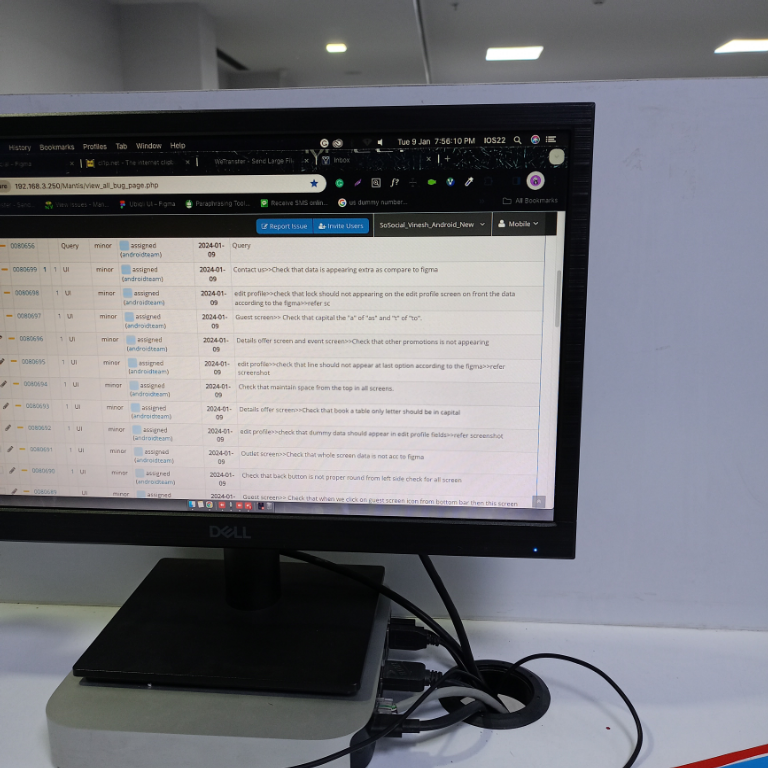 History Bookmarks Profiles Tab Window Help Tue 9 Jan 7:56:10 PM IOS22
WeTransfer - Send Large Fil Inbox
192.168.3.250/Mantis/view_all_bug_page.php
Ubqi UI - Figma Paraphrasing Tool... Receive SMS onlin... us dummy number... All Bookmarks
Report Issue Invite Users SoSocial_Vinesh_Android_New Mobile
0080656 Query minor assigned (androidteam) 2024-01-09 Query
0080699 1 1 UI minor assigned (androidteam) 2024-01-09 Contact us>>Check that data is appearing extra as compare to figma
0080698 1 UI minor assigned (androidteam) 2024-01-09 edit profile>>check that lock should not appearing on the edit profile screen on front the data according to the figma>>refer sc
0080697 1 UI minor assigned (androidteam) 2024-01-09 Guest screen>> Check that capital the "a" of "as" and "t" of "to".
0080696 1 UI minor assigned (androidteam) 2024-01-09 Details offer screen and event screen>>Check that other promotions is not appearing
0080695 1 UI minor assigned (androidteam) 2024-01-09 edit profile>>check that line should not appear at last option according to the figma>>refer screenshot
0080694 1 UI minor assigned (androidteam) 2024-01-09 Check that maintain space from the top in all screens.
0080693 1 UI minor assigned (androidteam) 2024-01-09 Details offer screen>>Check that book a table only letter should be in capital
0080692 1 UI minor assigned (androidteam) 2024-01-09 edit profile>>check that dummy data should appear in edit profile fields>>refer screenshot
0080691 1 UI minor assigned (androidteam) 2024-01-09 Outlet screen>>Check that whole screen data is not acc to figma
0080690 1 UI minor assigned (androidteam) 2024-01-09 Check that back button is not proper round from left side check for all screen
0080689 UI minor assigned 2024-01- Guest screen>> Check that when we click on guest screen icon from bottom bar then this screen
DELL